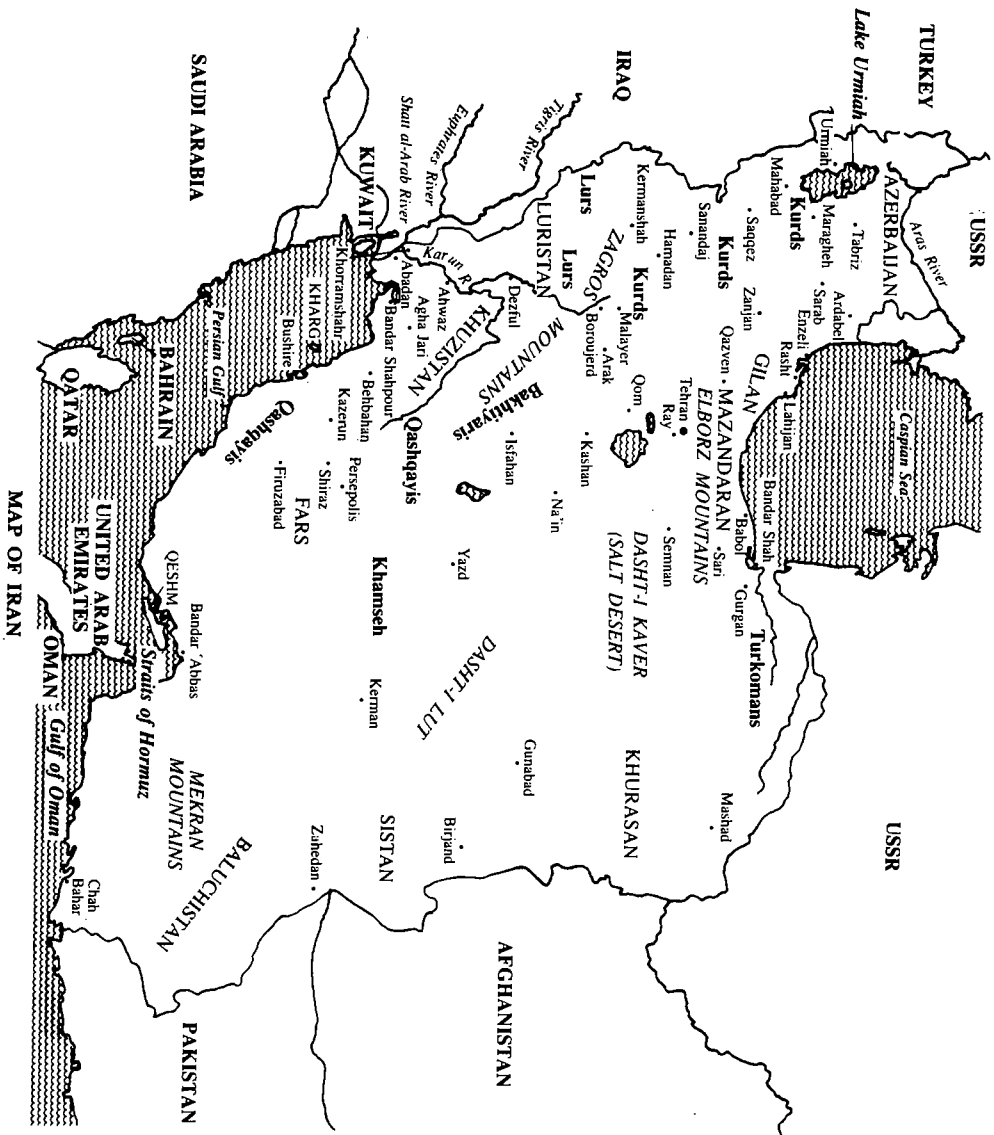 TURKEY
USSR
USSR
Lake Urmiah
AZERBAIJAN
Aras River
Urmiah
Tabriz
Ardabel
Caspian Sea
Mahabad
Kurds
Maragheh
Sarab
Enzeli
Rasht
Lahijan
Bandar Shah
Saqqez
Zanjan
GILAN
Turkomans
Sanandaj
Kurds
Qazven
MAZANDARAN
Babol
Sari
Gurgan
Mashad
ELBORZ MOUNTAINS
Tehran
Ray
Semnan
IRAQ
Kermanshah
Hamadan
Kurds
Malayer
Qom
DASHT-I KAVER
(SALT DESERT)
KHURASAN
Lurs
ZAGROS
MOUNTAINS
Boroujerd
Arak
Kashan
Tigris River
LURISTAN
Lurs
Na'in
Dezful
Bakhtiyaris
Isfahan
Gunabad
AFGHANISTAN
Euphrates River
Karun R.
KHUZISTAN
Yazd
DASHT-I LUT
Birjand
Shatt al-Arab River
Ahwaz
Agha Jari
Abadan
Bandar Shahpour
Qashqayis
KUWAIT
Khorramshahr
Behbahan
Khamseh
Kerman
SISTAN
KHARG
Kazerun
Persepolis
Shiraz
Bushire
Firuzabad
FARS
Zahedan
Qashqayis
SAUDI ARABIA
Persian Gulf
BALUCHISTAN
BAHRAIN
QESHM
Bandar 'Abbas
MEKRAN
MOUNTAINS
PAKISTAN
QATAR
Straits of Hormuz
UNITED ARAB
EMIRATES
OMAN
Gulf of Oman
Chah
Bahar
MAP OF IRAN